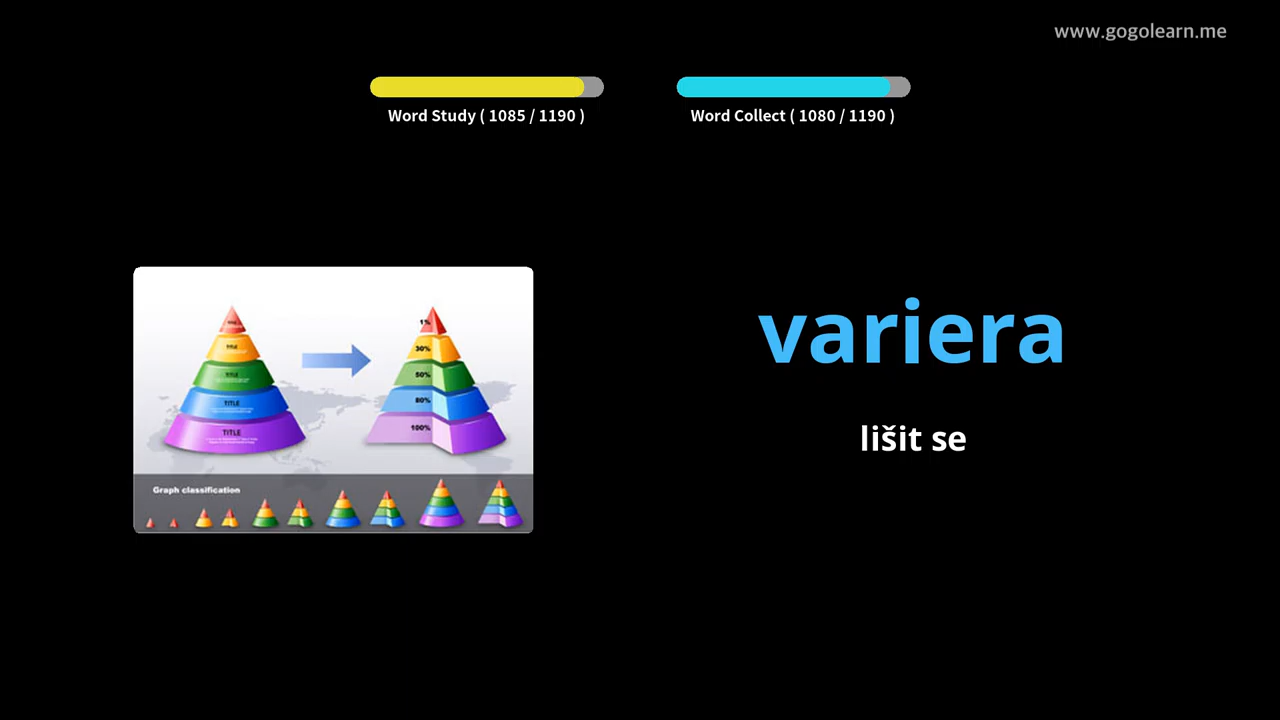 www.gogolearn.me
Word Study ( 1085 / 1190 )
Word Collect ( 1080 / 1190 )
variera
lišit se
TITLE
TITLE
TITLE
TITLE
1%
30%
50%
80%
100%
Graph classification